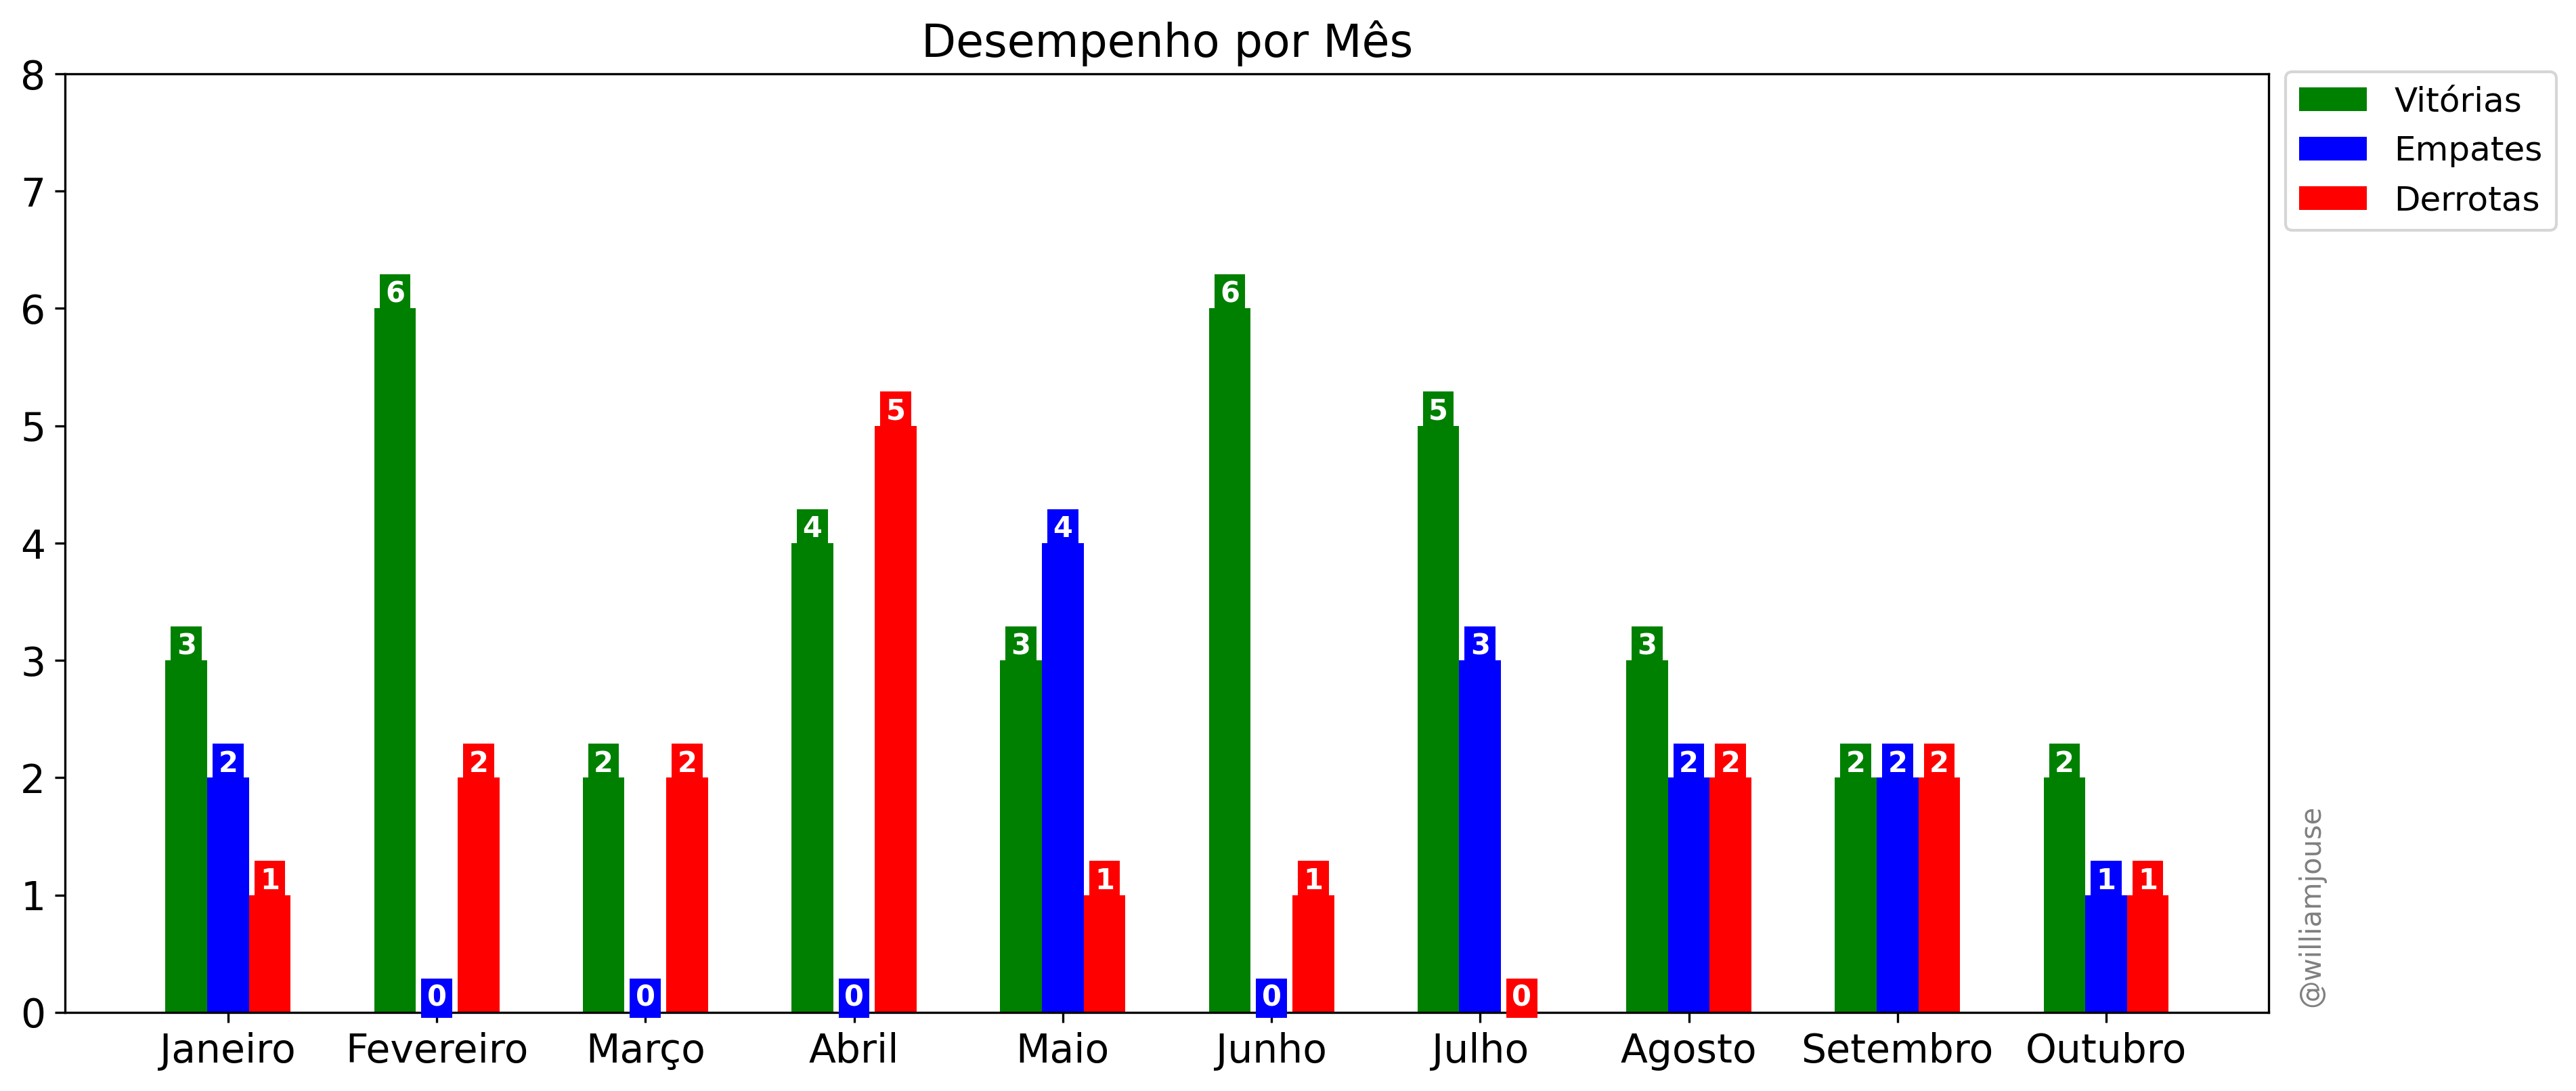 Desempenho por Mês
8
7
6
5
4
3
2
1
0
3 2 1
6 0 2
2 0 2
4 0 5
3 4 1
6 0 1
5 3 0
3 2 2
2 2 2
2 1 1
Janeiro Fevereiro Março Abril Maio Junho Julho Agosto Setembro Outubro
Vitórias
Empates
Derrotas
@williamjouse